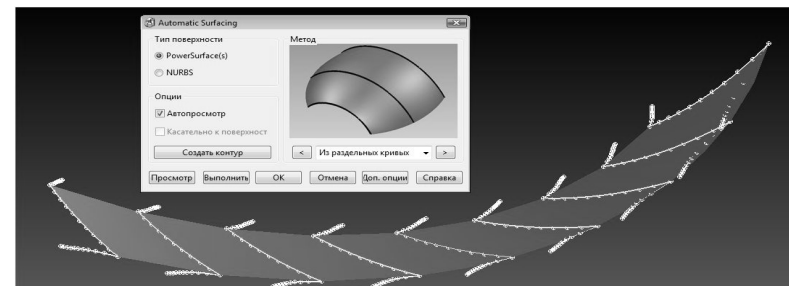 Automatic Surfacing
Тип поверхности
PowerSurface(s)
NURBS
Опции
Автопросмотр
Касательно к поверхност
Создать контур
Метод
< Из раздельных кривых >
Просмотр Выполнить OK Отмена Доп. опции Справка